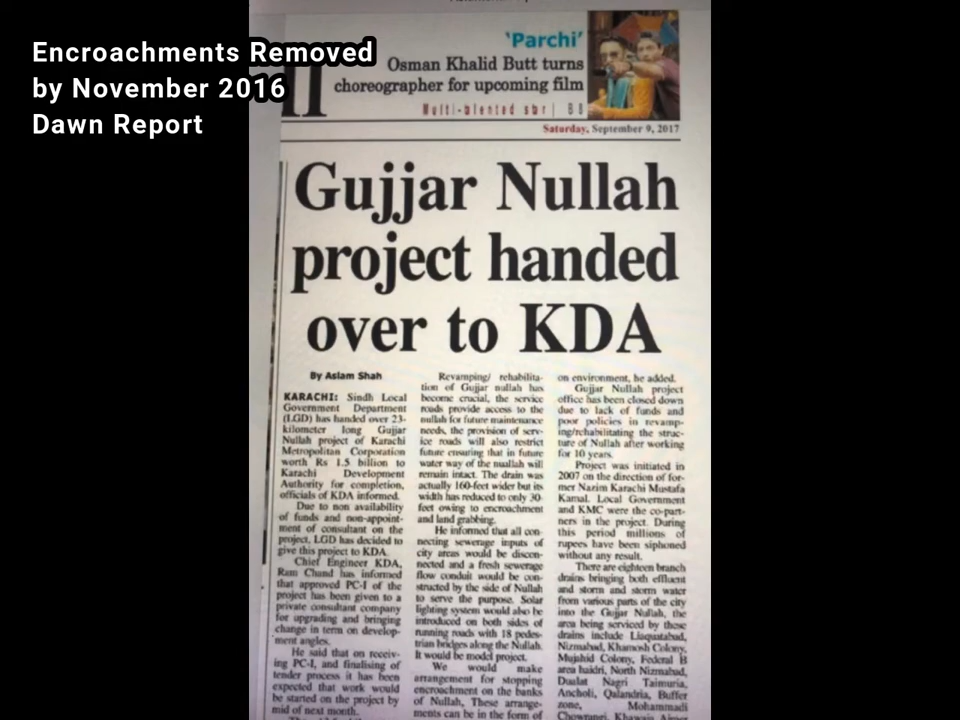 Encroachments Removed
by November 2016
Dawn Report
'Parchi'
Osman Khalid Butt turns
choreographer for upcoming film
Saturday, September 9, 2017
Gujjar Nullah
project handed
over to KDA
By Aslam Shah
KARACHI: Sindh Local
Government Department
(LGD) has handed over 23-
kilometer long Gujjar
Nullah project of Karachi
Metropolitan Corporation
worth Rs 1.5 billion to
Karachi Development
Authority for completion,
officials of KDA informed.
Due to non availability
of funds and non-appoint-
ment of consultant on the
project, LGD has decided to
give this project to KDA.
Chief Engineer KDA,
Ram Chand has informed
that approved PC-I of the
project has been given to a
private consultant company
for upgrading and bringing
change in term on develop-
ment angles.
He said that on receiv-
ing PC-I, and finalising of
tender process it has been
expected that work would
be started on the project by
mid of next month.
Revamping/ rehabilita-
tion of Gujjar nullah has
become crucial, the service
roads provide access to the
nullah for future maintenance
needs, the provision of serv-
ice roads will also restrict
future ensuring that in future
water way of the nuallah will
remain intact. The drain was
actually 160-feet wider but its
width has reduced to only 30-
feet owing to encroachment
and land grabbing.
He informed that all con-
necting sewerage inputs of
city areas would be discon-
nected and a fresh sewerage
flow conduit would be con-
structed by the side of Nullah
to serve the purpose. Solar
lighting system would also be
introduced on both sides of
running roads with 18 pedes-
trian bridges along the Nullah.
It would be model project.
We would make
arrangement for stopping
encroachment on the banks
of Nullah, These arrange-
ments can be in the form of
on environment, he added.
Gujjar Nullah project
office has been closed down
due to lack of funds and
poor policies in revamp-
ing/rehabilitating the struc-
ture of Nullah after working
for 10 years.
Project was initiated in
2007 on the direction of for-
mer Nazim Karachi Mustafa
Kamal. Local Government
and KMC were the co-part-
ners in the project. During
this period millions of
rupees have been siphoned
without any result.
There are eighteen branch
drains bringing both effluent
and storm and storm water
from various parts of the city
into the Gujjar Nullah, the
area being serviced by these
drains include Liaquatabad,
Nizmabad, Khamosh Colony,
Mujahid Colony, Federal B
area haidri, North Nizmabad,
Daulat Nagri Taimuria,
Ancholi, Qalandria, Buffer
zone, Mohammadi